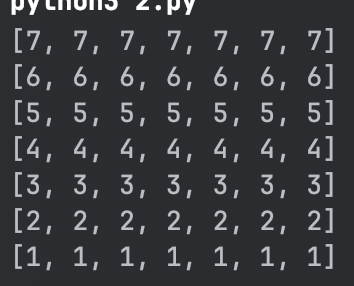 python3 2.py
[7, 7, 7, 7, 7, 7, 7]
[6, 6, 6, 6, 6, 6, 6]
[5, 5, 5, 5, 5, 5, 5]
[4, 4, 4, 4, 4, 4, 4]
[3, 3, 3, 3, 3, 3, 3]
[2, 2, 2, 2, 2, 2, 2]
[1, 1, 1, 1, 1, 1, 1]